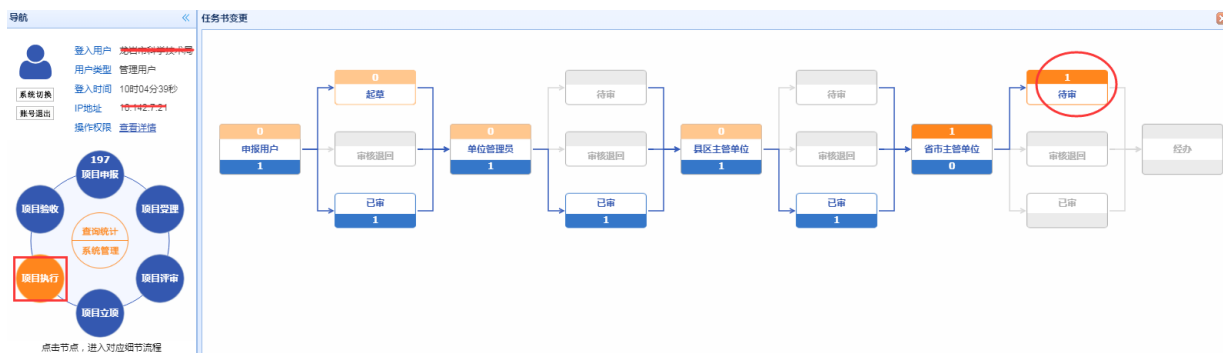 导航
登入用户
用户类型 管理用户
登入时间 10时04分39秒
IP地址
操作权限 查看详情
系统切换
账号退出
197
项目申报
项目受理
项目评审
项目立项
项目执行
项目验收
查询统计
系统管理
点击节点，进入对应细节流程
任务书变更
0
申报用户
1
0
起草
审核退回
已审
1
0
单位管理员
1
待审
审核退回
已审
1
0
县区主管单位
1
待审
审核退回
已审
1
1
省市主管单位
0
1
待审
审核退回
已审
经办